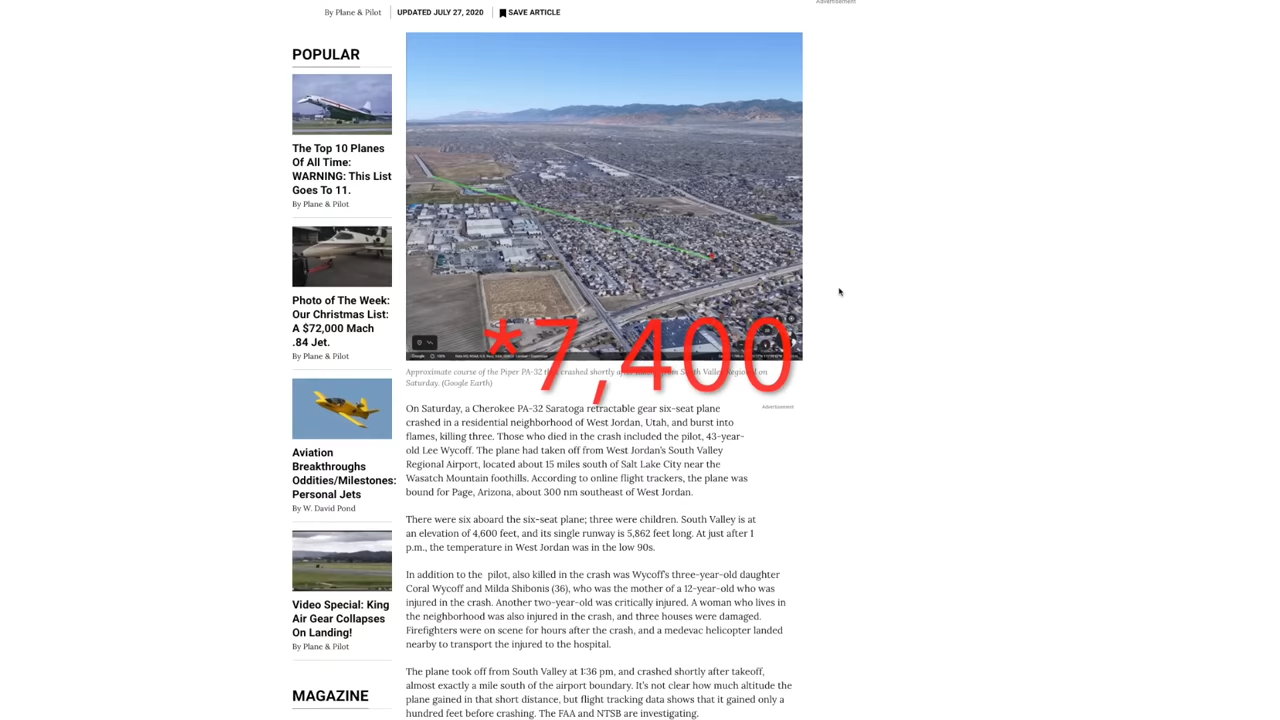 Advertisement
By Plane & Pilot
UPDATED JULY 27, 2020
SAVE ARTICLE
POPULAR
The Top 10 Planes
Of All Time:
WARNING: This List
Goes To 11.
By Plane & Pilot
Photo of The Week:
Our Christmas List:
A $72,000 Mach
.84 Jet.
By Plane & Pilot
Aviation
Breakthroughs
Oddities/Milestones:
Personal Jets
By W. David Pond
Video Special: King
Air Gear Collapses
On Landing!
By Plane & Pilot
MAGAZINE
Google
*7,400
Approximate course of the Piper PA-32 crashed shortly from South Valley Regional on
Saturday. (Google Earth)
Advertisement
On Saturday, a Cherokee PA-32 Saratoga retractable gear six-seat plane
crashed in a residential neighborhood of West Jordan, Utah, and burst into
flames, killing three. Those who died in the crash included the pilot, 43-year-
old Lee Wycoff. The plane had taken off from West Jordan's South Valley
Regional Airport, located about 15 miles south of Salt Lake City near the
Wasatch Mountain foothills. According to online flight trackers, the plane was
bound for Page, Arizona, about 300 nm southeast of West Jordan.
There were six aboard the six-seat plane; three were children. South Valley is at
an elevation of 4,600 feet, and its single runway is 5,862 feet long. At just after 1
p.m., the temperature in West Jordan was in the low 90s.
In addition to the pilot, also killed in the crash was Wycoff's three-year-old daughter
Coral Wycoff and Milda Shibonis (36), who was the mother of a 12-year-old who was
injured in the crash. Another two-year-old was critically injured. A woman who lives in
the neighborhood was also injured in the crash, and three houses were damaged.
Firefighters were on scene for hours after the crash, and a medevac helicopter landed
nearby to transport the injured to the hospital.
The plane took off from South Valley at 1:36 pm, and crashed shortly after takeoff,
almost exactly a mile south of the airport boundary. It's not clear how much altitude the
plane gained in that short distance, but flight tracking data shows that it gained only a
hundred feet before crashing. The FAA and NTSB are investigating.